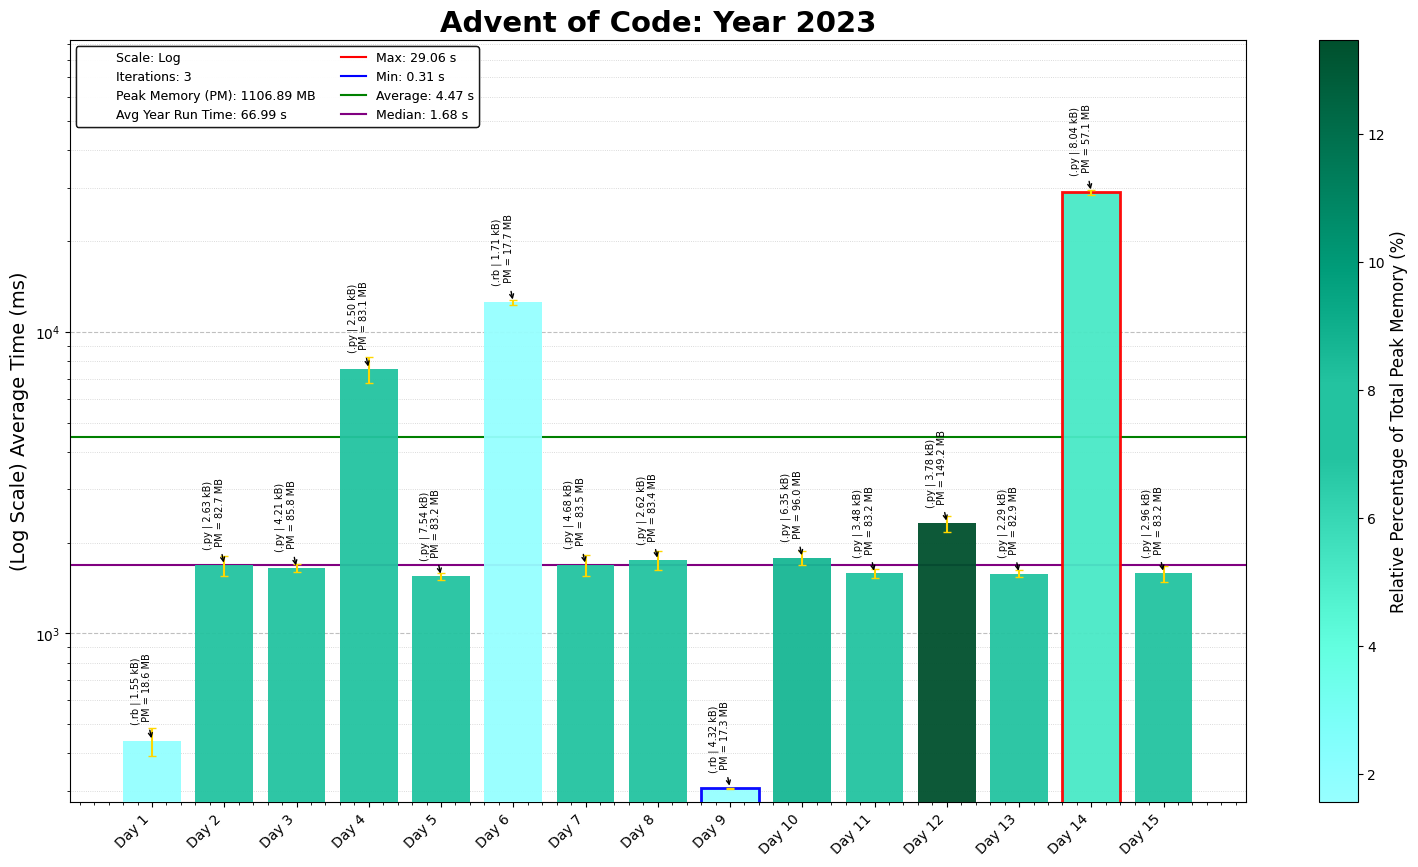 Advent of Code: Year 2023
Scale: Log
Iterations: 3
Peak Memory (PM): 1106.89 MB
Avg Year Run Time: 66.99 s
Max: 29.06 s
Min: 0.31 s
Average: 4.47 s
Median: 1.68 s
(Log Scale) Average Time (ms)
10⁴
10³
(.rb | 1.55 kB)
PM = 18.6 MB
(.py | 2.63 kB)
PM = 82.7 MB
(.py | 4.21 kB)
PM = 85.8 MB
(.py | 2.50 kB)
PM = 83.1 MB
(.py | 7.54 kB)
PM = 83.2 MB
(.rb | 1.71 kB)
PM = 17.7 MB
(.py | 4.68 kB)
PM = 83.5 MB
(.py | 2.62 kB)
PM = 83.4 MB
(.rb | 4.32 kB)
PM = 17.3 MB
(.py | 6.35 kB)
PM = 96.0 MB
(.py | 3.48 kB)
PM = 83.2 MB
(.py | 3.78 kB)
PM = 149.2 MB
(.py | 2.29 kB)
PM = 82.9 MB
(.py | 8.04 kB)
PM = 57.1 MB
(.py | 2.96 kB)
PM = 83.2 MB
Day 1
Day 2
Day 3
Day 4
Day 5
Day 6
Day 7
Day 8
Day 9
Day 10
Day 11
Day 12
Day 13
Day 14
Day 15
12
10
8
6
4
2
Relative Percentage of Total Peak Memory (%)